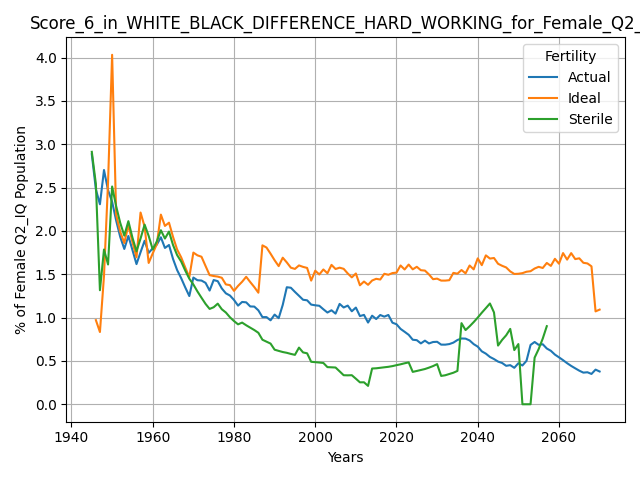 Score_6_in_WHITE_BLACK_DIFFERENCE_HARD_WORKING_for_Female_Q2_
Fertility
Actual
Ideal
Sterile
% of Female Q2_IQ Population
4.0
3.5
3.0
2.5
2.0
1.5
1.0
0.5
0.0
1940 1960 1980 2000 2020 2040 2060
Years